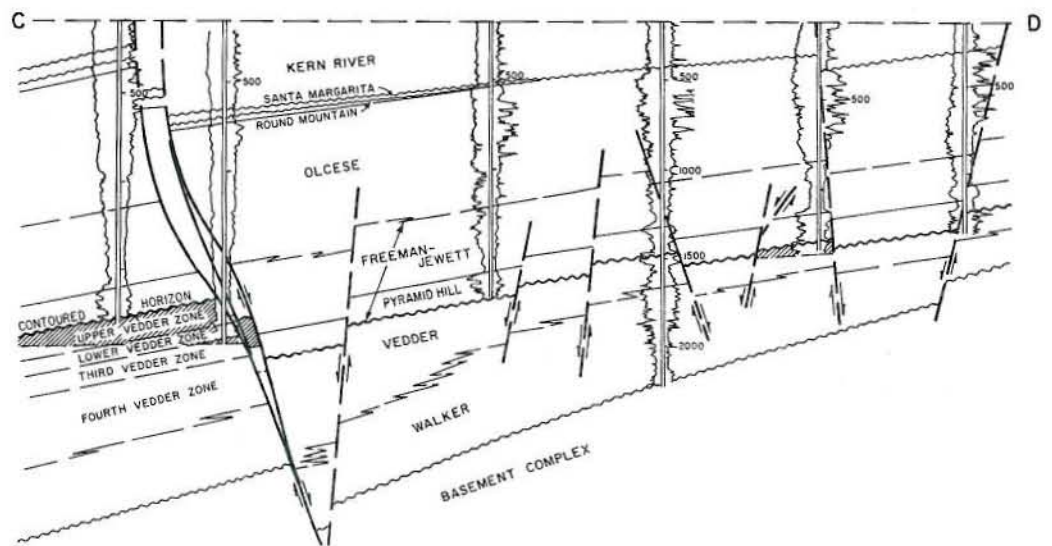 C
D
KERN RIVER
500
500
500
500
500
500
SANTA MARGARITA
ROUND MOUNTAIN
OLCESE
1000
FREEMAN-
JEWETT
1500
PYRAMID HILL
CONTOURED HORIZON
UPPER VEDDER ZONE
LOWER VEDDER ZONE
THIRD VEDDER ZONE
VEDDER
2000
FOURTH VEDDER ZONE
WALKER
BASEMENT COMPLEX